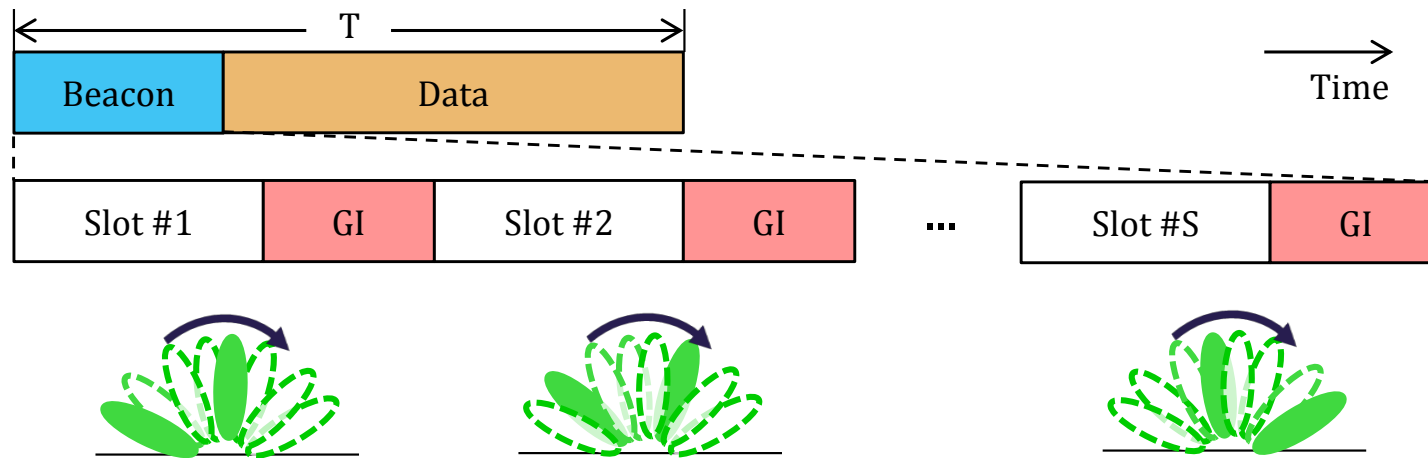 T
Beacon
Data
Time
Slot #1
GI
Slot #2
GI
...
Slot #S
GI